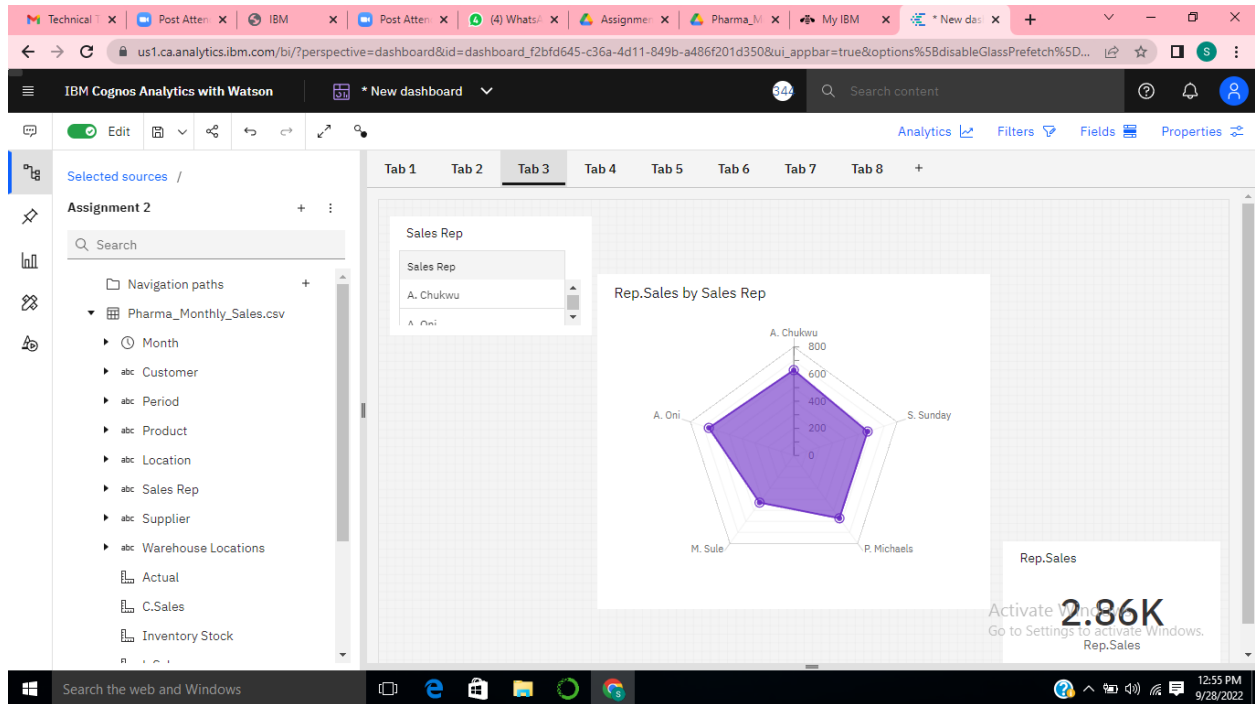 Technical T
Post Atten
IBM
Post Atten
(4) WhatsA
Assignmen
Pharma_M
My IBM
* New das
us1.ca.analytics.ibm.com/bi/?perspective=dashboard&id=dashboard_f2bfd645-c36a-4d11-849b-a486f201d350&ui_appbar=true&options%5BdisableGlassPrefetch%5D...
S
IBM Cognos Analytics with Watson
* New dashboard
344
Search content
Edit
Analytics
Filters
Fields
Properties
Selected sources /
Assignment 2
Search
Navigation paths
Pharma_Monthly_Sales.csv
Month
abc Customer
abc Period
abc Product
abc Location
abc Sales Rep
abc Supplier
abc Warehouse Locations
Actual
C.Sales
Inventory Stock
Tab 1
Tab 2
Tab 3
Tab 4
Tab 5
Tab 6
Tab 7
Tab 8
Sales Rep
Sales Rep
A. Chukwu
A. Oni
Rep.Sales by Sales Rep
A. Chukwu
800
600
400
200
0
A. Oni
S. Sunday
M. Sule
P. Michaels
Rep.Sales
2.86K
Rep.Sales
Activate Windows
Go to Settings to activate Windows.
Search the web and Windows
12:55 PM
9/28/2022